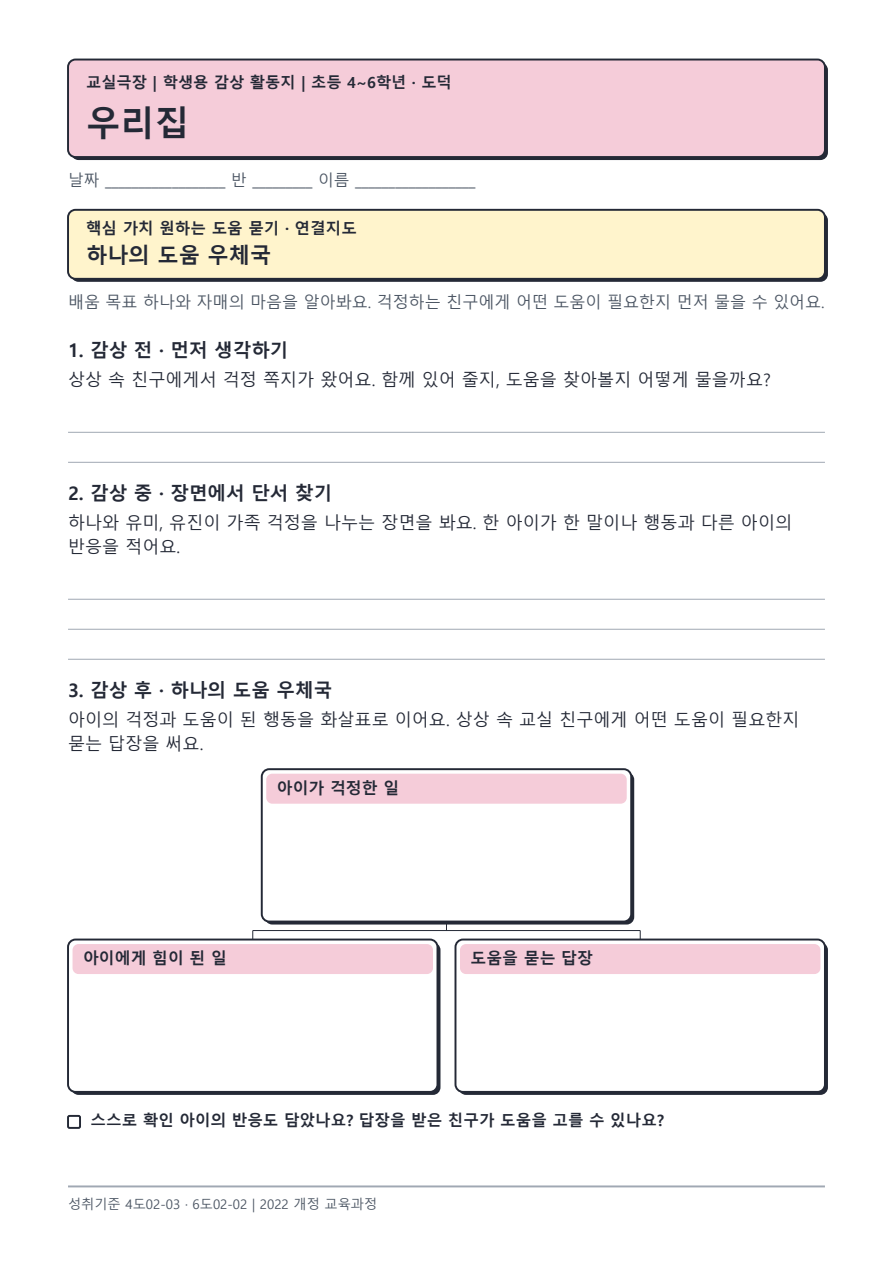 교실극장 | 학생용 감상 활동지 | 초등 4~6학년 · 도덕
우리집
날짜 _______________ 반 ________ 이름 _______________
핵심 가치 원하는 도움 묻기 · 연결지도
하나의 도움 우체국
배움 목표 하나와 자매의 마음을 알아봐요. 걱정하는 친구에게 어떤 도움이 필요한지 먼저 물을 수 있어요.
1. 감상 전 · 먼저 생각하기
상상 속 친구에게서 걱정 쪽지가 왔어요. 함께 있어 줄지, 도움을 찾아볼지 어떻게 물을까요?
2. 감상 중 · 장면에서 단서 찾기
하나와 유미, 유진이 가족 걱정을 나누는 장면을 봐요. 한 아이가 한 말이나 행동과 다른 아이의
반응을 적어요.
3. 감상 후 · 하나의 도움 우체국
아이의 걱정과 도움이 된 행동을 화살표로 이어요. 상상 속 교실 친구에게 어떤 도움이 필요한지
묻는 답장을 써요.
아이가 걱정한 일
아이에게 힘이 된 일
도움을 묻는 답장
스스로 확인 아이의 반응도 담았나요? 답장을 받은 친구가 도움을 고를 수 있나요?
성취기준 4도02-03 · 6도02-02 | 2022 개정 교육과정